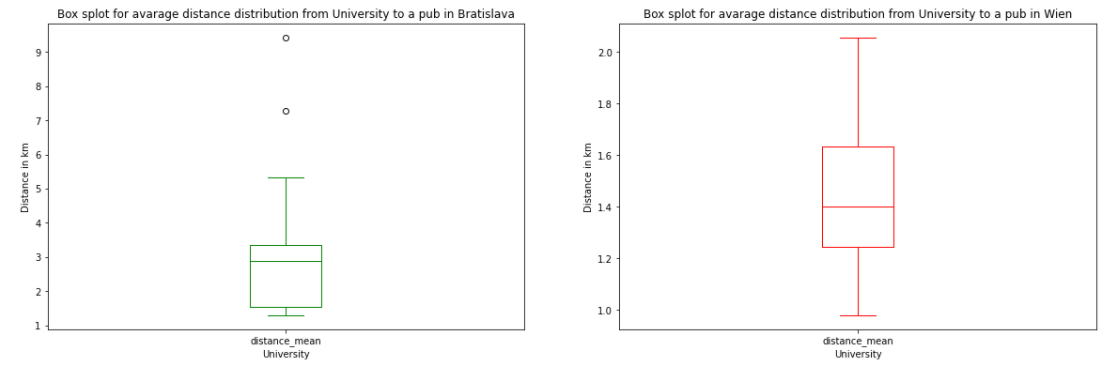 Box splot for avarage distance distribution from University to a pub in Bratislava
9
8
7
6
5
4
3
2
1
Distance in km
distance_mean
University
Box splot for avarage distance distribution from University to a pub in Wien
2.0
1.8
1.6
1.4
1.2
1.0
Distance in km
distance_mean
University